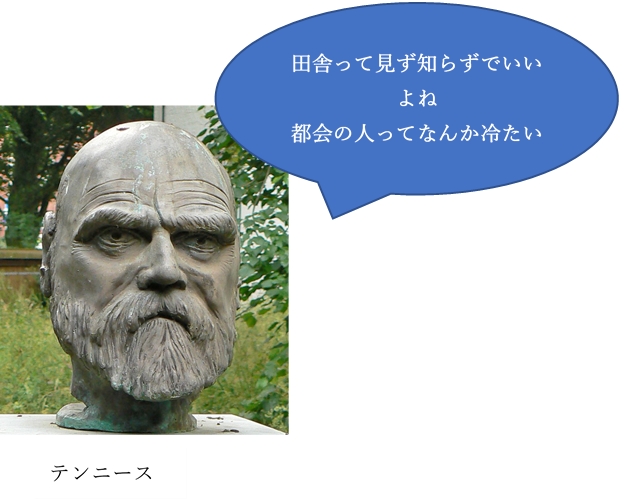 田舎って見ず知らずでいい
よね
都会の人ってなんか冷たい
テンニース